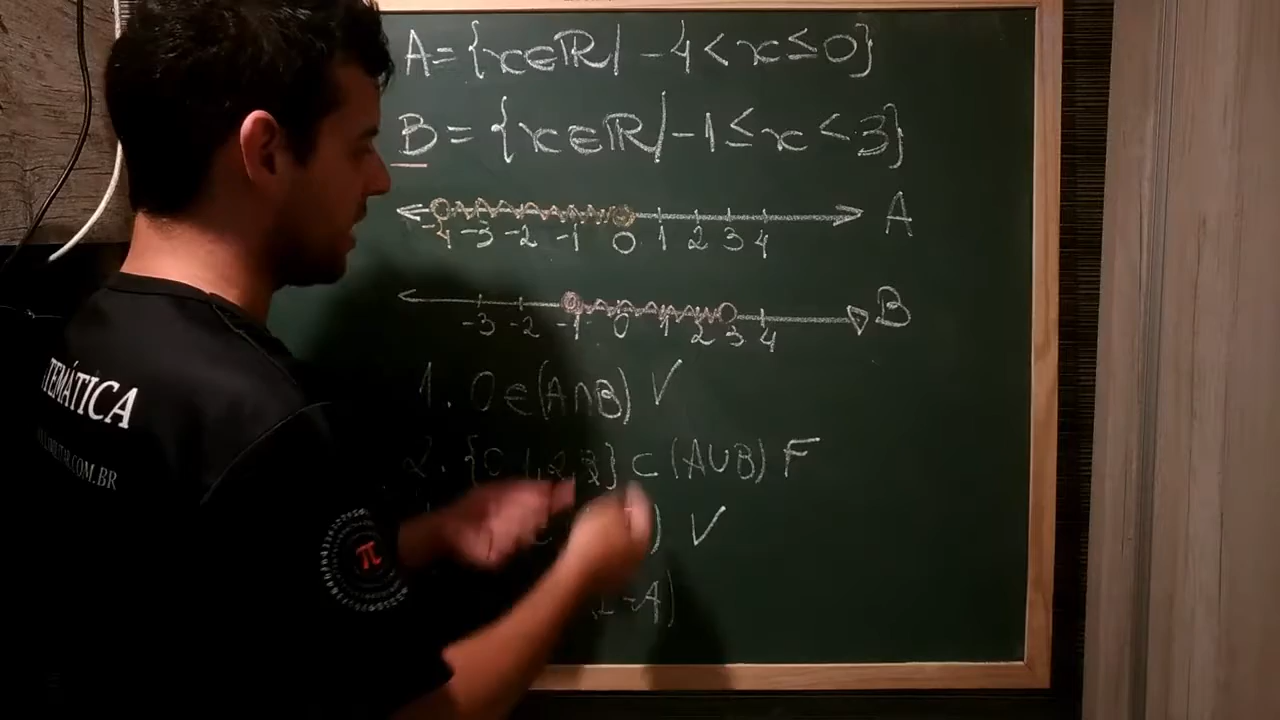 A={x∈ℝ/ -4<x≤0}
B={x∈ℝ/-1≤x<3}
-4 -3 -2 -1 0 1 2 3 4 A
-3 -2 -1 0 1 2 3 4 B
1. 0∈(A∩B) V
2. {0,1,2,3}⊂(A∪B) F
) V
-A)
TEMÁTICA
.COM.BR
π